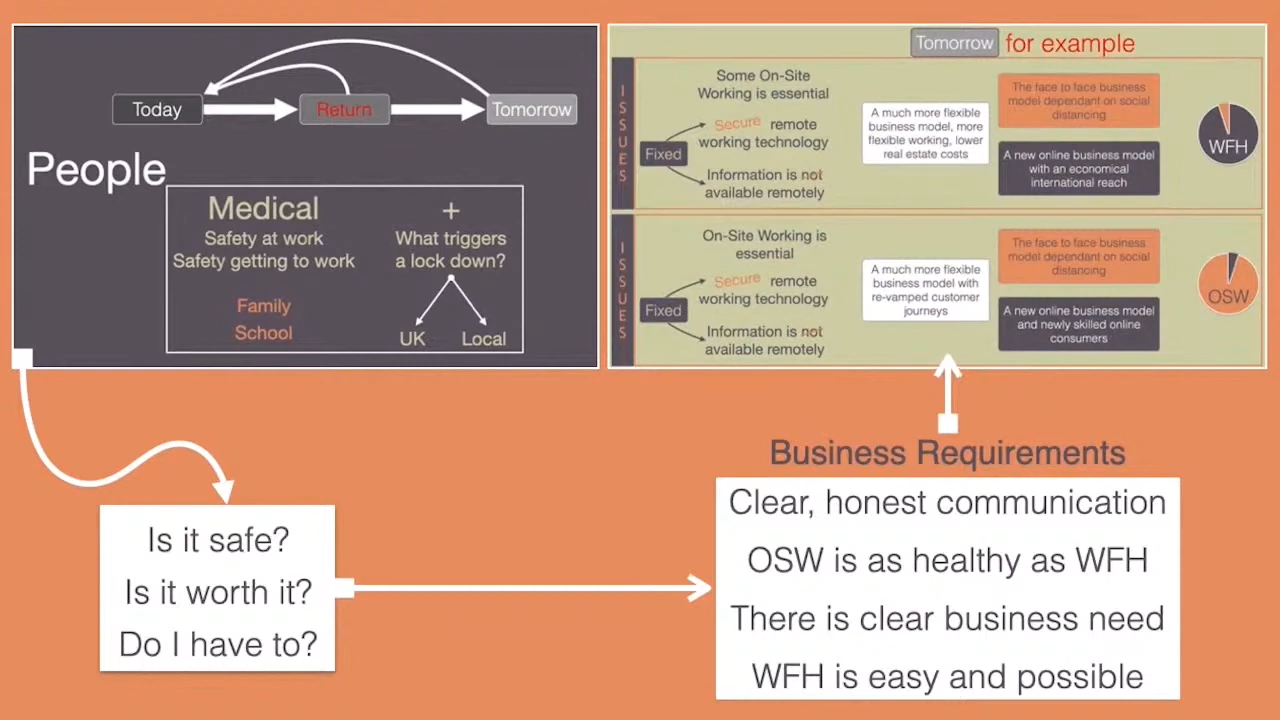 Today
Return
Tomorrow
People
Medical
Safety at work
Safety getting to work
Family
School
+
What triggers
a lock down?
UK
Local
Tomorrow for example
ISSUES
Some On-Site
Working is essential
Fixed
Secure remote
working technology
Information is not
available remotely
A much more flexible
business model, more
flexible working, lower
real estate costs
The face to face business
model dependant on social
distancing
A new online business model
with an economical
international reach
WFH
ISSUES
On-Site Working is
essential
Fixed
Secure remote
working technology
Information is not
available remotely
A much more flexible
business model with
re-vamped customer
journeys
The face to face business
model dependant on social
distancing
A new online business model
and newly skilled online
consumers
OSW
Is it safe?
Is it worth it?
Do I have to?
Business Requirements
Clear, honest communication
OSW is as healthy as WFH
There is clear business need
WFH is easy and possible